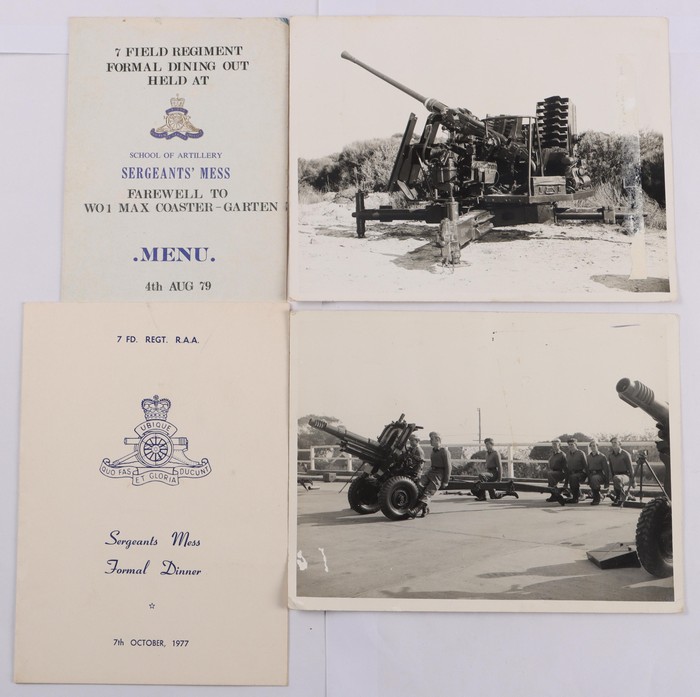 7 FIELD REGIMENT
FORMAL DINING OUT
HELD AT
SCHOOL OF ARTILLERY
SERGEANTS' MESS
FAREWELL TO
WO1 MAX COASTER-GARTEN
.MENU.
4th AUG 79
7 FD. REGT. R.A.A.
UBIQUE
QUO FAS ET GLORIA DUCUNT
Sergeants Mess
Formal Dinner
7th OCTOBER, 1977